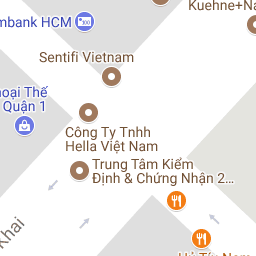 Kuehne+Na
mbank HCM
Sentifi Vietnam
oại Thế
Quận 1
Công Ty Tnhh
Hella Việt Nam
Trung Tâm Kiểm
Định & Chứng Nhận 2...
Khai